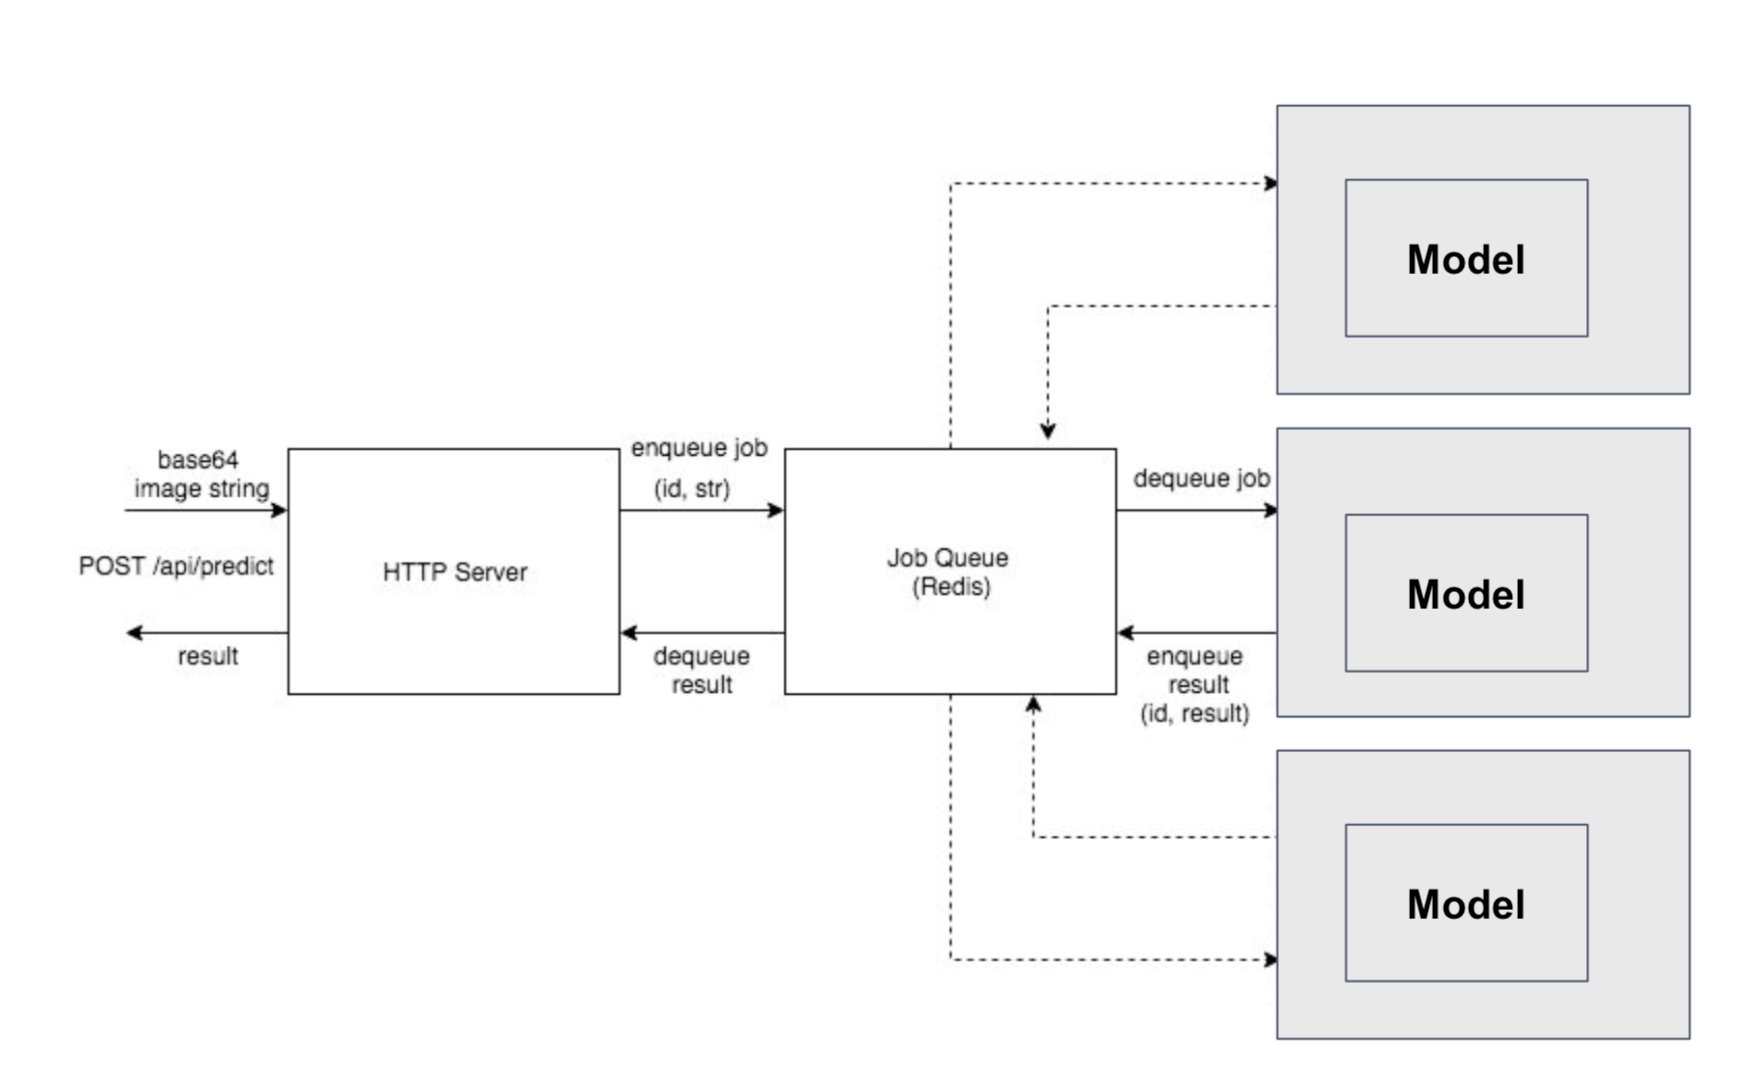 Model
base64
image string
POST /api/predict
result
HTTP Server
enqueue job
(id, str)
dequeue
result
Job Queue
(Redis)
dequeue job
enqueue
result
(id, result)
Model
Model